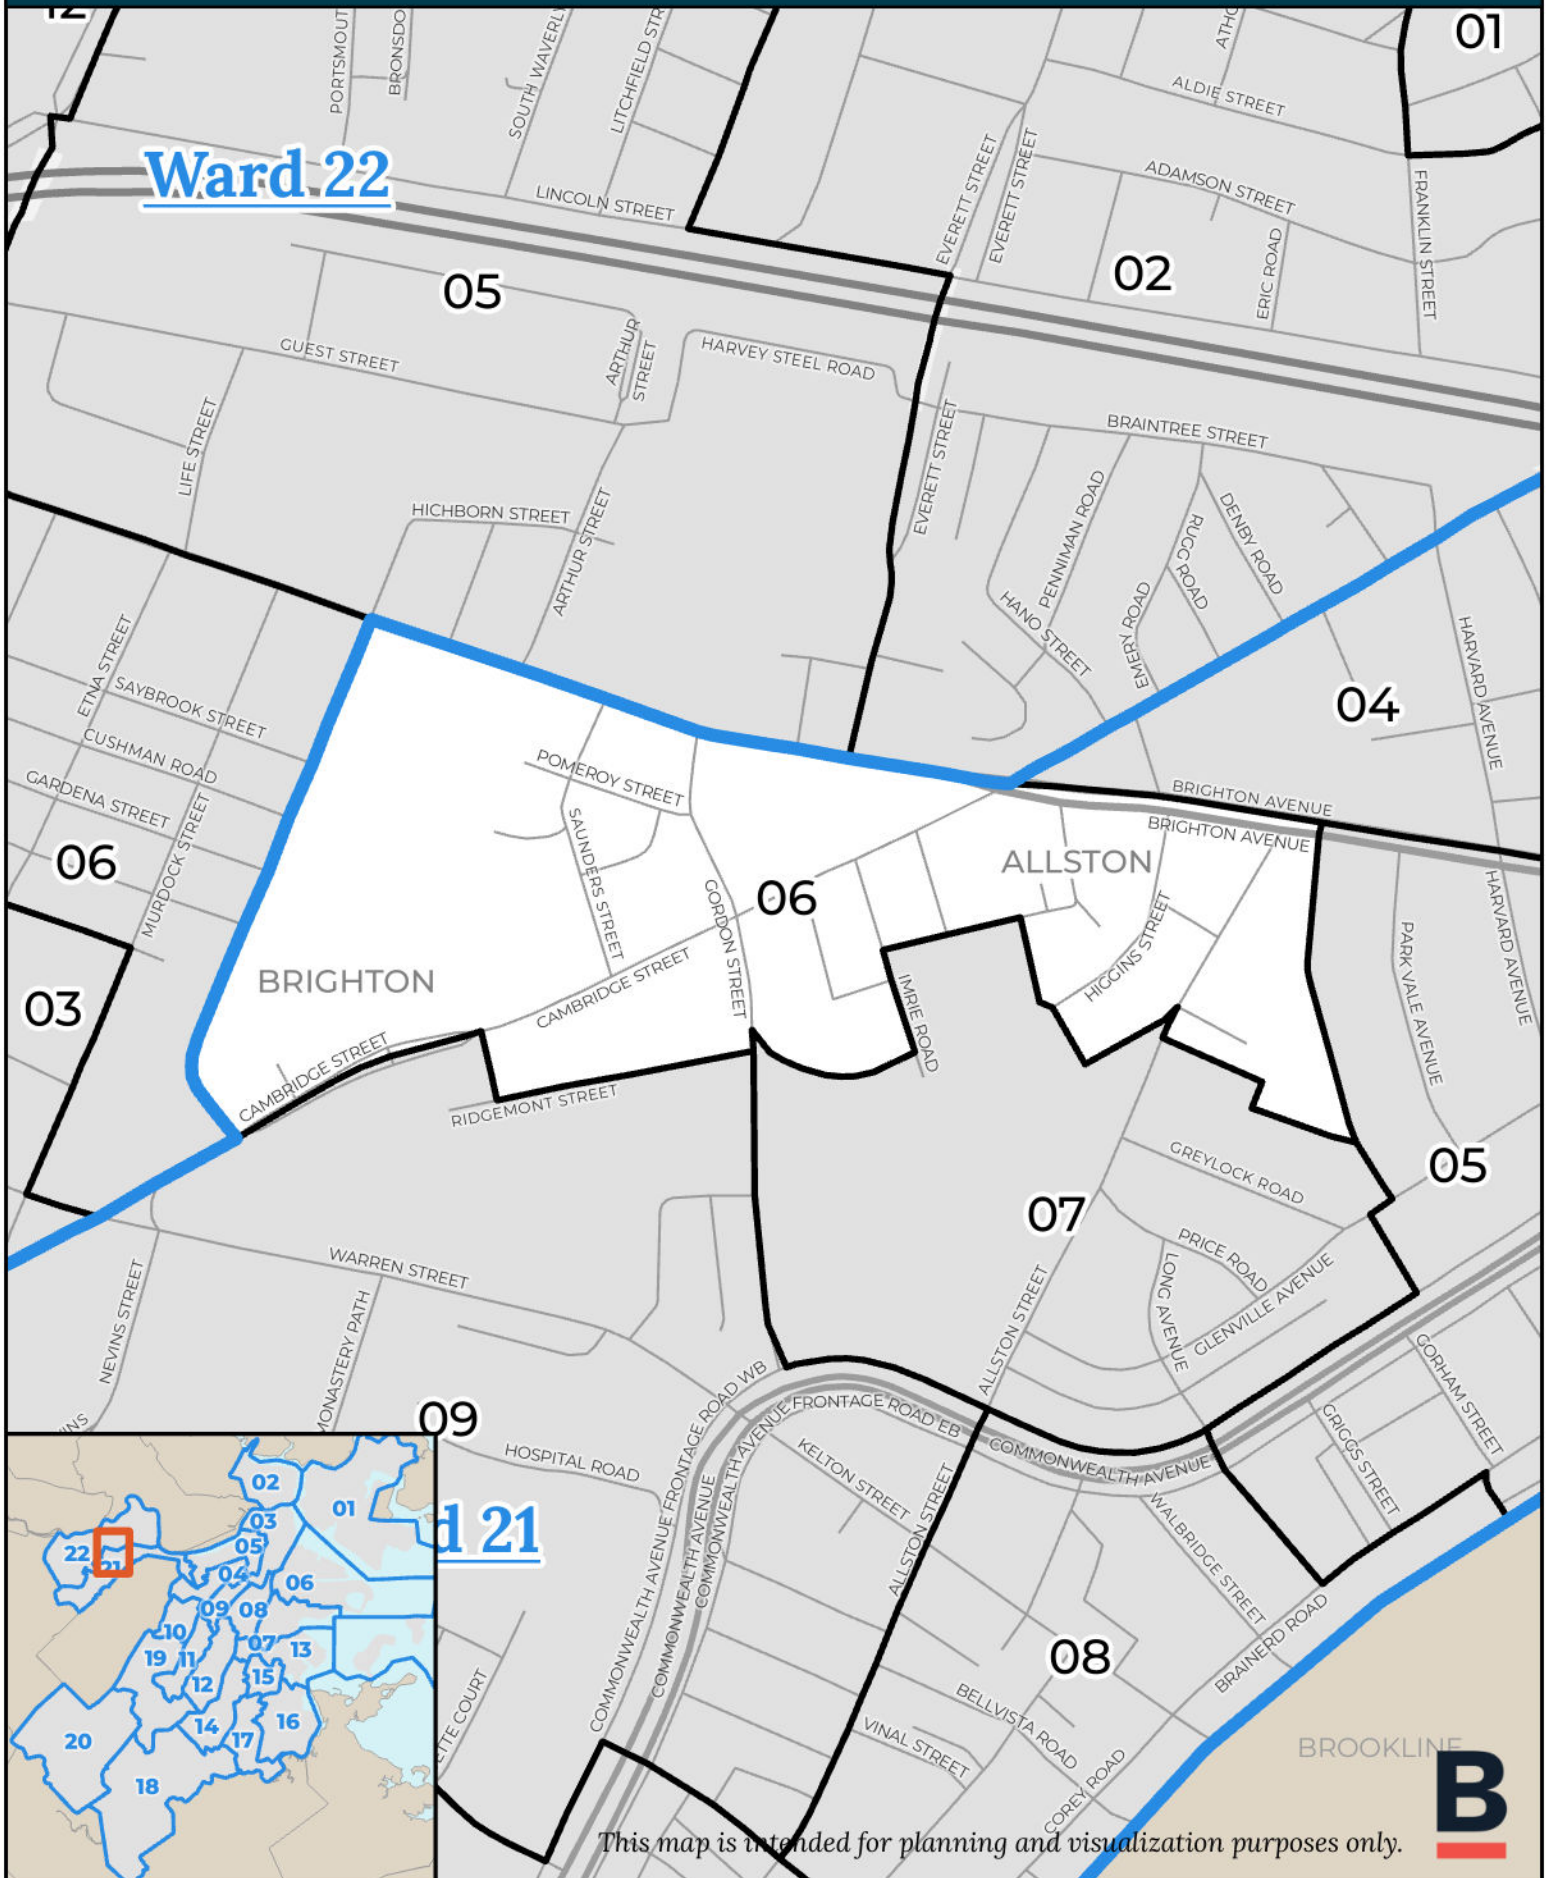 12
PORTSMOUT
BRONSDO
SOUTH WAVERLY
LITCHFIELD STR
ATHO
01
ALDIE STREET
Ward 22
LINCOLN STREET
EVERETT STREET
EVERETT STREET
ADAMSON STREET
FRANKLIN STREET
ERIC ROAD
05
02
GUEST STREET
ARTHUR
STREET
HARVEY STEEL ROAD
LIFE STREET
EVERETT STREET
BRAINTREE STREET
HICHBORN STREET
ARTHUR STREET
PENNIMAN ROAD
RUGG ROAD
DENBY ROAD
HANO STREET
EMERY ROAD
ETNA STREET
SAYBROOK STREET
CUSHMAN ROAD
GARDENA STREET
MURDOCK STREET
HARVARD AVENUE
04
POMEROY STREET
SAUNDERS STREET
BRIGHTON AVENUE
BRIGHTON AVENUE
06
ALLSTON
06
GORDON STREET
HARVARD AVENUE
BRIGHTON
CAMBRIDGE STREET
CAMBRIDGE STREET
HIGGINS STREET
IMRIE ROAD
PARK VALE AVENUE
03
RIDGEMONT STREET
GREYLOCK ROAD
05
07
WARREN STREET
PRICE ROAD
LONG AVENUE
GLENVILLE AVENUE
NEVINS STREET
MONASTERY PATH
ALLSTON STREET
GORHAM STREET
GRIGGS STREET
INS
09
HOSPITAL ROAD
COMMONWEALTH AVENUE FRONTAGE ROAD WB
COMMONWEALTH AVENUE
COMMONWEALTH AVENUE FRONTAGE ROAD EB
COMMONWEALTH AVENUE
KELTON STREET
ALLSTON STREET
WALBRIDGE STREET
BRAINERD ROAD
d 21
08
ETTE COURT
VINAL STREET
BELLVISTA ROAD
COREY ROAD
BROOKLINE
B
This map is intended for planning and visualization purposes only.
02
01
03
05
22
21
04
06
09
08
10
07
13
19
11
12
15
14
16
17
20
18